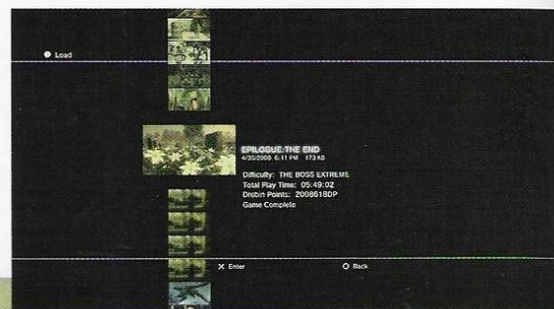 Load
EPILOGUE:THE END
4/30/2008 6:11 PM 173 KB
Difficulty: THE BOSS EXTREME
Total Play Time: 05:49:02
Drebin Points: 2008618DP
Game Complete
X Enter
O Back